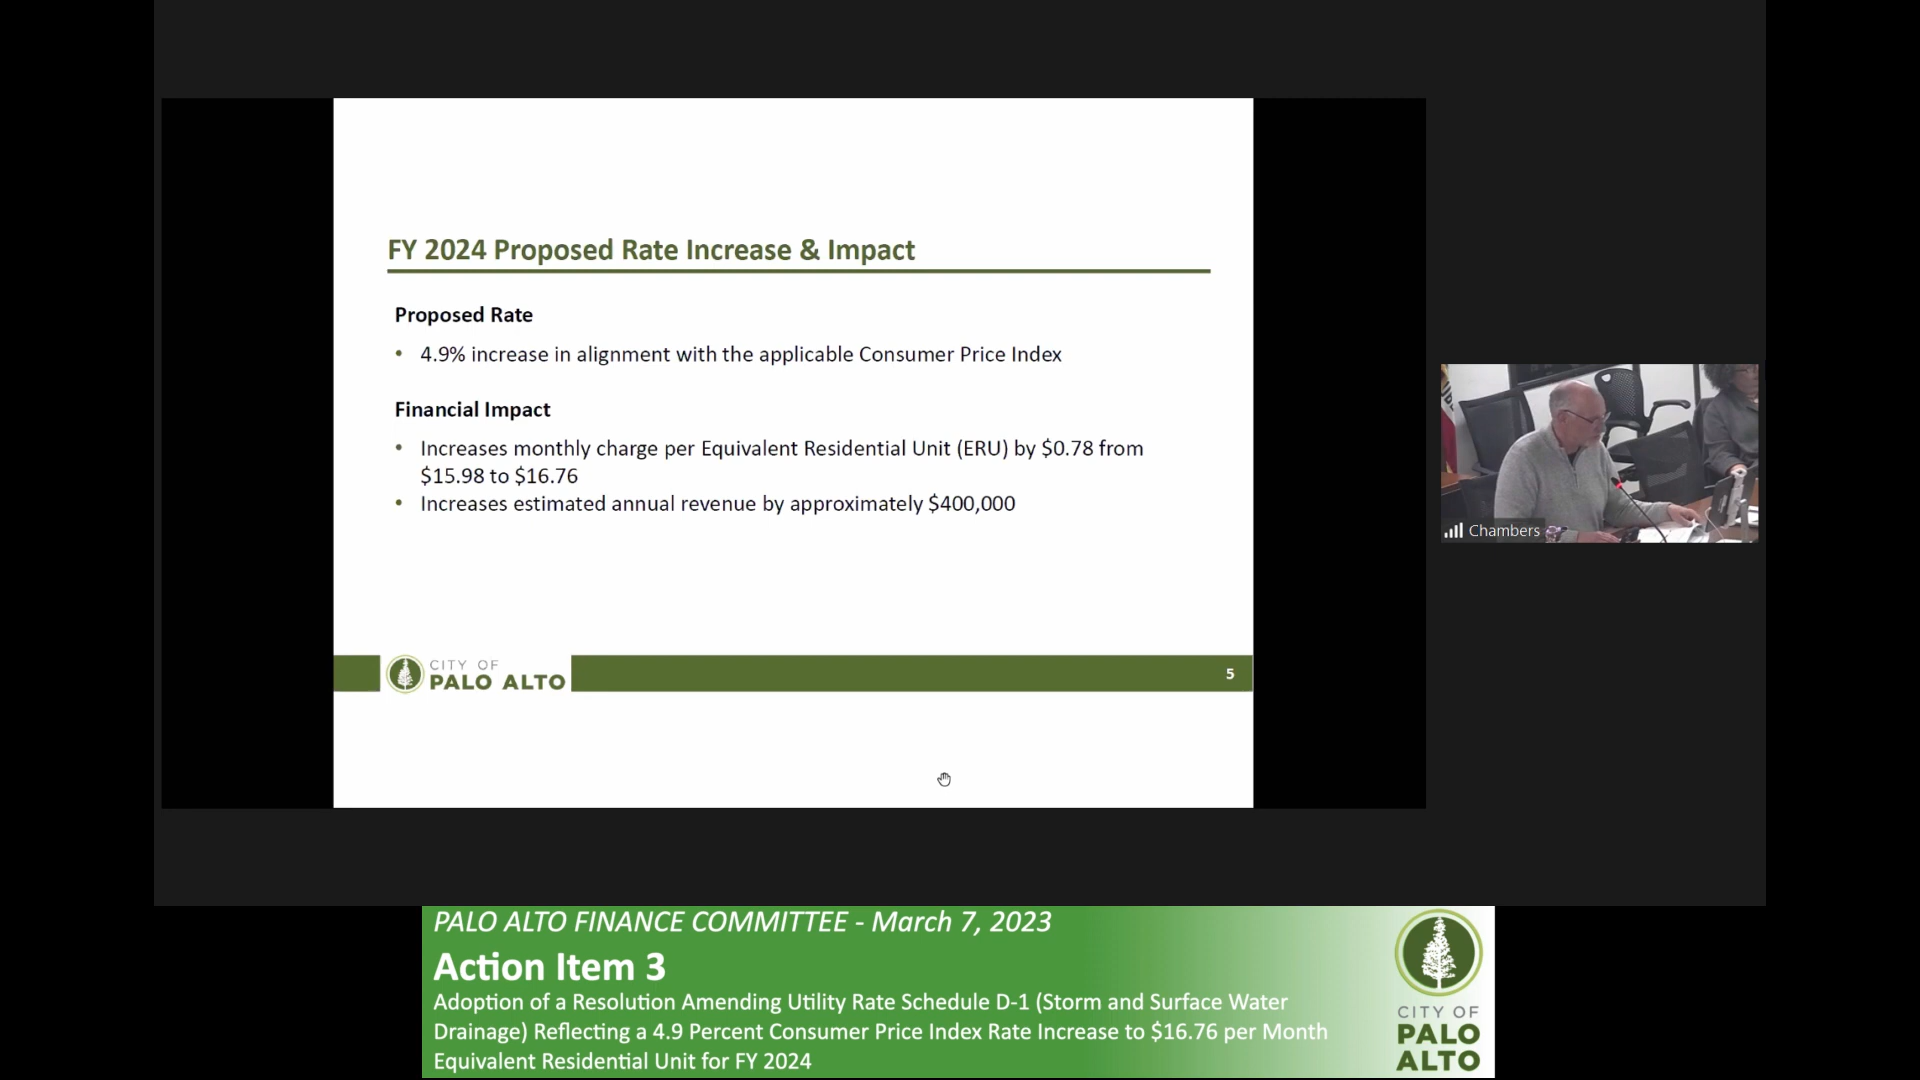 FY 2024 Proposed Rate Increase & Impact
Proposed Rate
• 4.9% increase in alignment with the applicable Consumer Price Index
Financial Impact
• Increases monthly charge per Equivalent Residential Unit (ERU) by $0.78 from
$15.98 to $16.76
• Increases estimated annual revenue by approximately $400,000
CITY OF
PALO ALTO
5
Chambers
PALO ALTO FINANCE COMMITTEE - March 7, 2023
Action Item 3
Adoption of a Resolution Amending Utility Rate Schedule D-1 (Storm and Surface Water
Drainage) Reflecting a 4.9 Percent Consumer Price Index Rate Increase to $16.76 per Month
Equivalent Residential Unit for FY 2024
CITY OF
PALO
ALTO